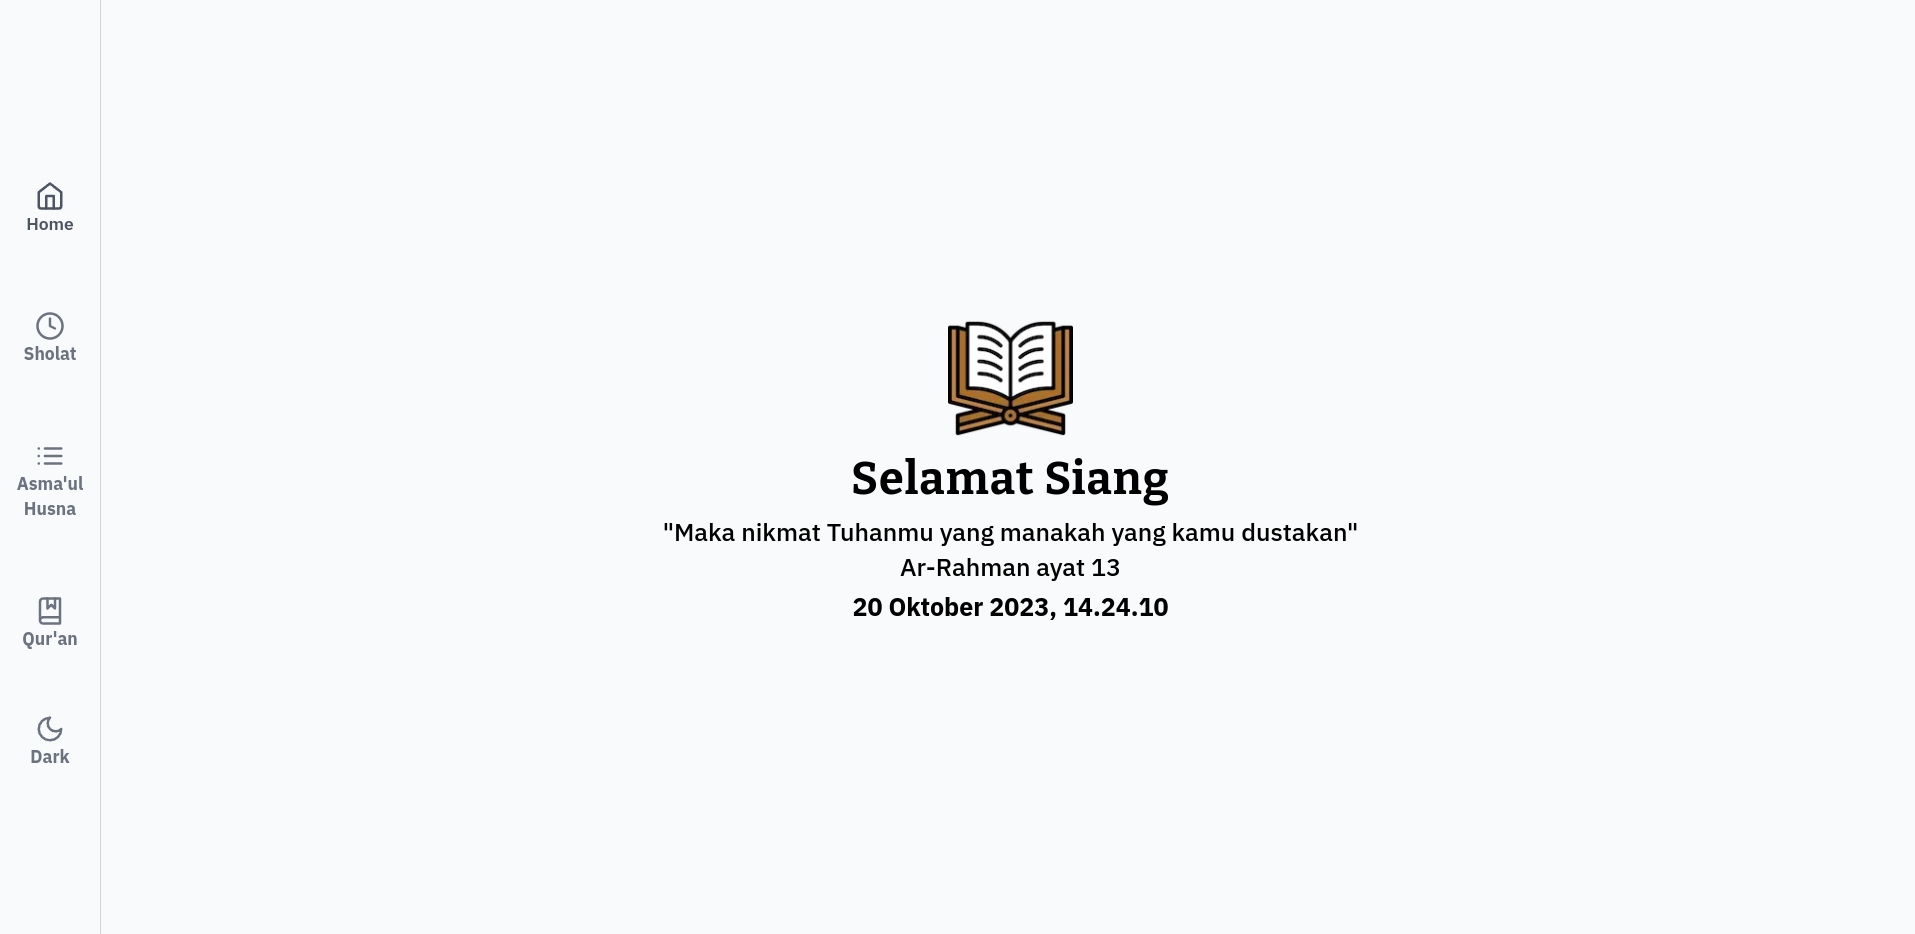 Home
Sholat
Asma'ul
Husna
Qur'an
Dark
Selamat Siang
"Maka nikmat Tuhanmu yang manakah yang kamu dustakan"
Ar-Rahman ayat 13
20 Oktober 2023, 14.24.10